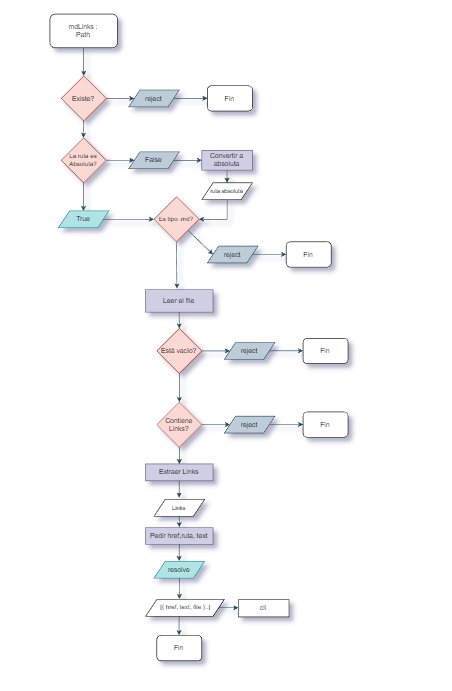 mdLinks :
Path
Existe?
reject
Fin
La ruta es
Absoluta?
False
Convertir a
absoluta
ruta absoluta
True
Es tipo .md?
reject
Fin
Leer el file
Está vacío?
reject
Fin
Contiene
Links?
reject
Fin
Extraer Links
Links
Pedir href,ruta, text
resolve
[{ href, text, file }..]
cli
Fin